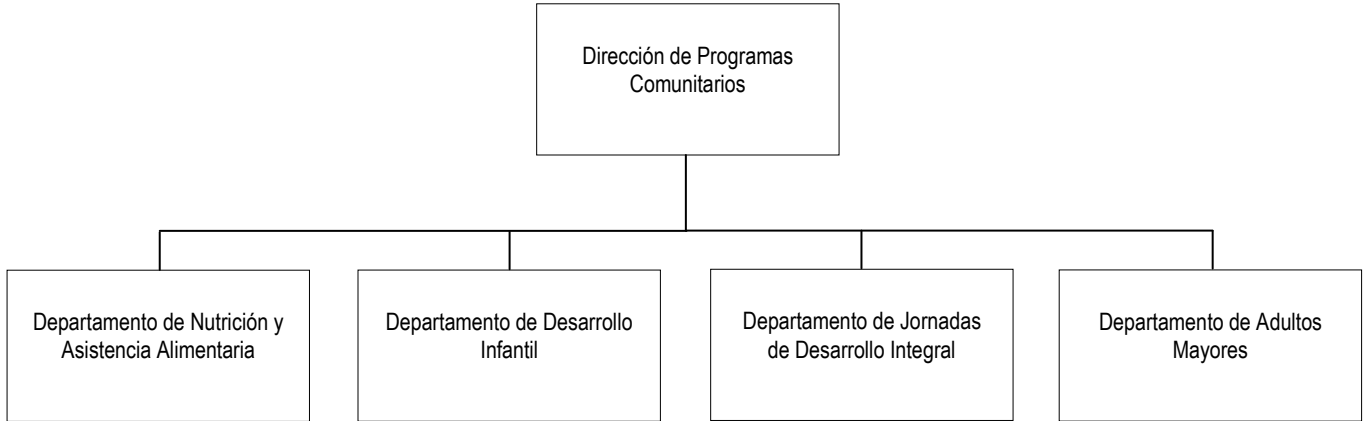 Dirección de Programas
Comunitarios
Departamento de Nutrición y
Asistencia Alimentaria
Departamento de Desarrollo
Infantil
Departamento de Jornadas
de Desarrollo Integral
Departamento de Adultos
Mayores